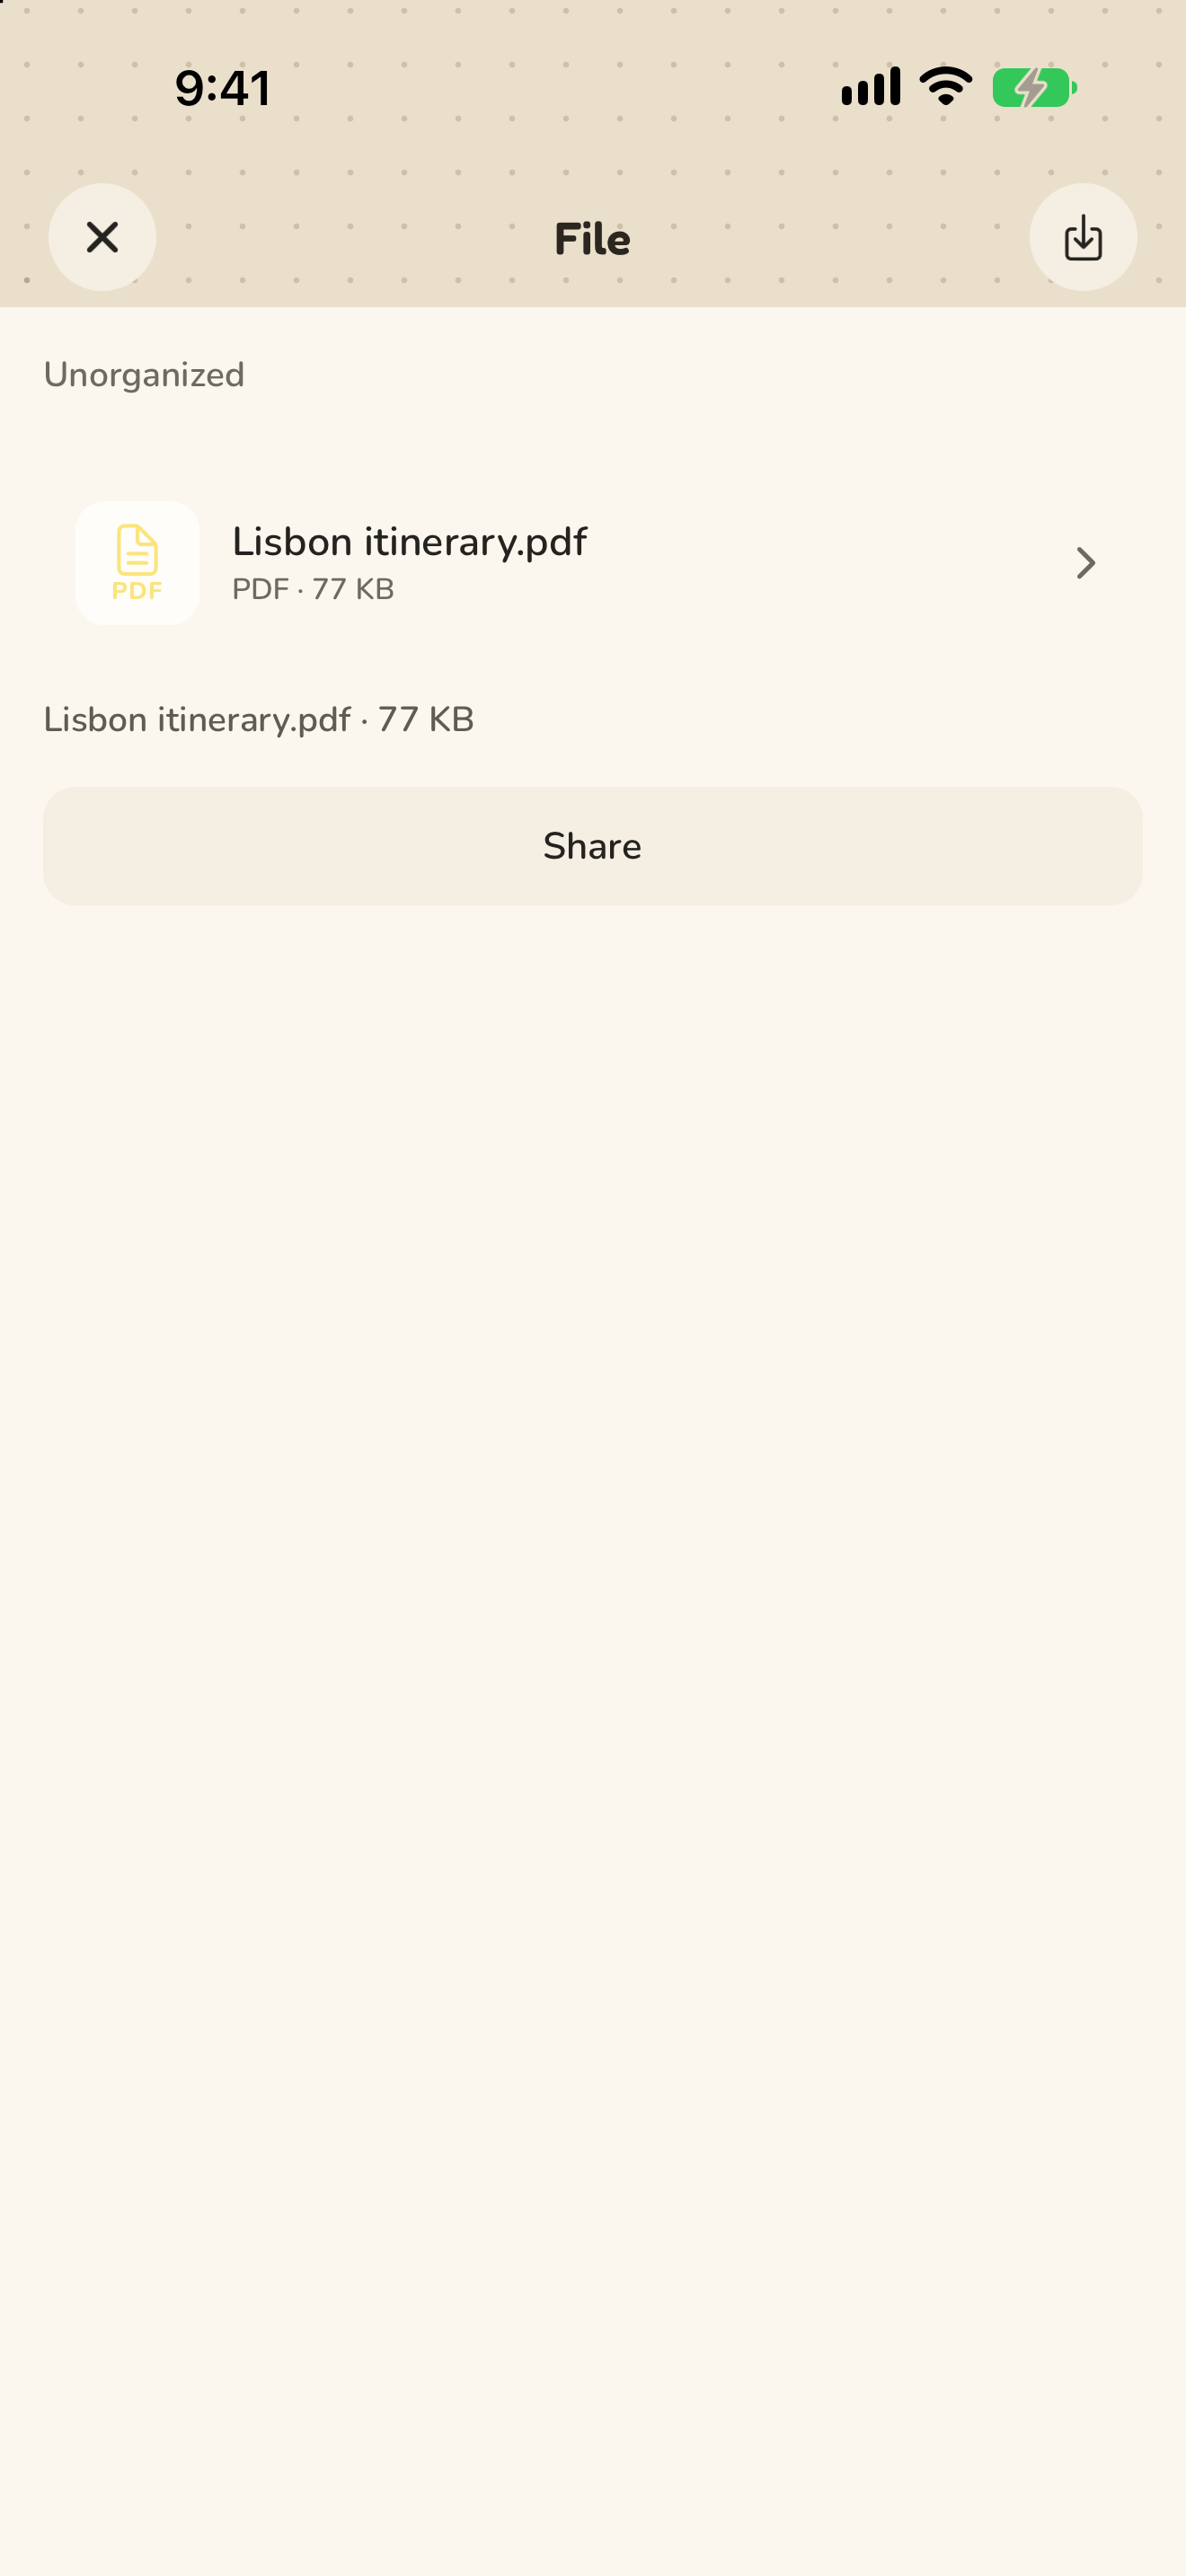 9:41
File
Unorganized
Lisbon itinerary.pdf
PDF
PDF · 77 KB
Lisbon itinerary.pdf · 77 KB
Share